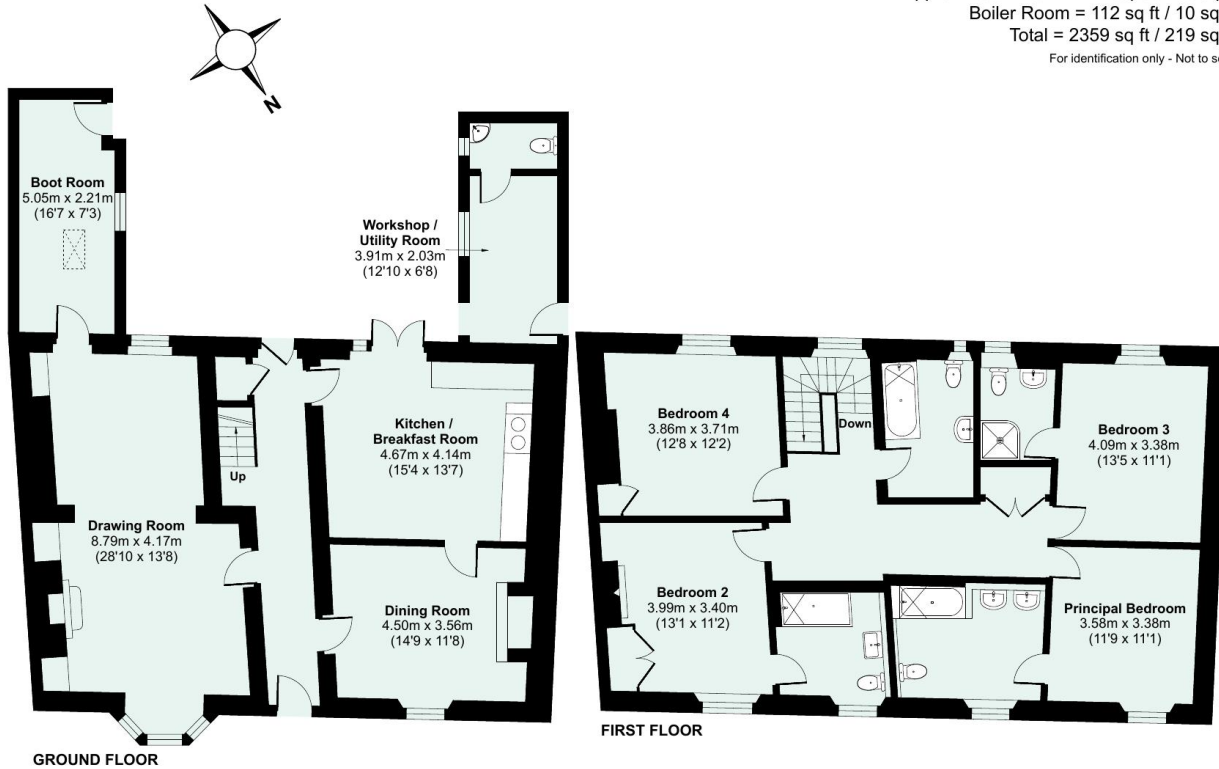 Boiler Room = 112 sq ft / 10 sq
Total = 2359 sq ft / 219 sq
For identification only - Not to
N
Boot Room
5.05m x 2.21m
(16'7 x 7'3)
Workshop /
Utility Room
3.91m x 2.03m
(12'10 x 6'8)
Kitchen /
Breakfast Room
4.67m x 4.14m
(15'4 x 13'7)
Up
Drawing Room
8.79m x 4.17m
(28'10 x 13'8)
Dining Room
4.50m x 3.56m
(14'9 x 11'8)
GROUND FLOOR
Bedroom 4
3.86m x 3.71m
(12'8 x 12'2)
Down
Bedroom 3
4.09m x 3.38m
(13'5 x 11'1)
Bedroom 2
3.99m x 3.40m
(13'1 x 11'2)
Principal Bedroom
3.58m x 3.38m
(11'9 x 11'1)
FIRST FLOOR